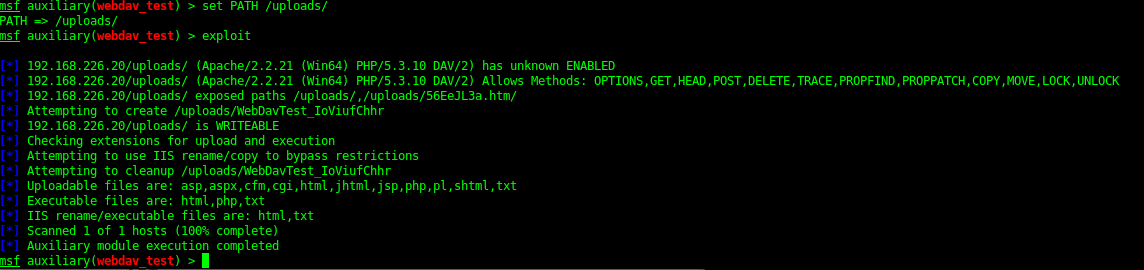 msf auxiliary(webdav_test) > set PATH /uploads/
PATH => /uploads/
msf auxiliary(webdav_test) > exploit
[*] 192.168.226.20/uploads/ (Apache/2.2.21 (Win64) PHP/5.3.10 DAV/2) has unknown ENABLED
[*] 192.168.226.20/uploads/ (Apache/2.2.21 (Win64) PHP/5.3.10 DAV/2) Allows Methods: OPTIONS,GET,HEAD,POST,DELETE,TRACE,PROPFIND,PROPPATCH,COPY,MOVE,LOCK,UNLOCK
[*] 192.168.226.20/uploads/ exposed paths /uploads/,/uploads/56EeJL3a.htm/
[*] Attempting to create /uploads/WebDavTest_IoViufChhr
[*] 192.168.226.20/uploads/ is WRITEABLE
[*] Checking extensions for upload and execution
[*] Attempting to use IIS rename/copy to bypass restrictions
[*] Attempting to cleanup /uploads/WebDavTest_IoViufChhr
[*] Uploadable files are: asp,aspx,cfm,cgi,html,jhtml,jsp,php,pl,shtml,txt
[*] Executable files are: html,php,txt
[*] IIS rename/executable files are: html,txt
[*] Scanned 1 of 1 hosts (100% complete)
[*] Auxiliary module execution completed
msf auxiliary(webdav_test) >